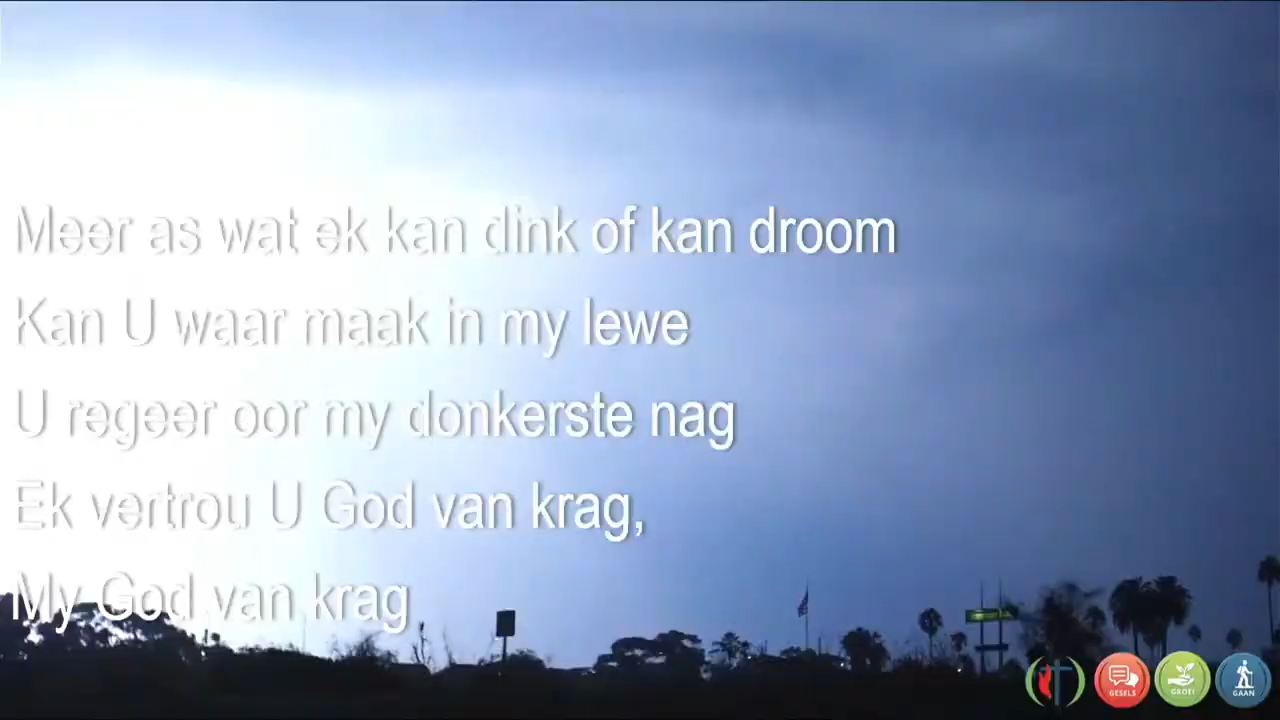 Meer as wat ek kan dink of kan droom
Kan U waar maak in my lewe
U regeer oor my donkerste nag
Ek vertrou U God van krag,
My God van krag
GESELS
GROEI
GAAN